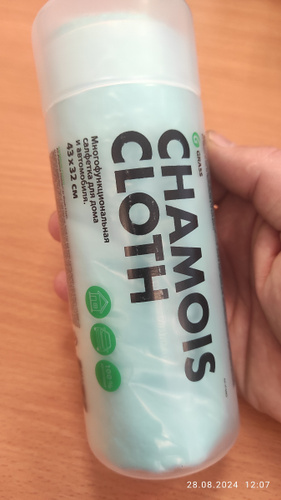 GRASS
CHAMOIS
CLOTH
Многофункциональная
салфетка для дома
и автомобиля.
43 x 32 см
28.08.2024 12:07